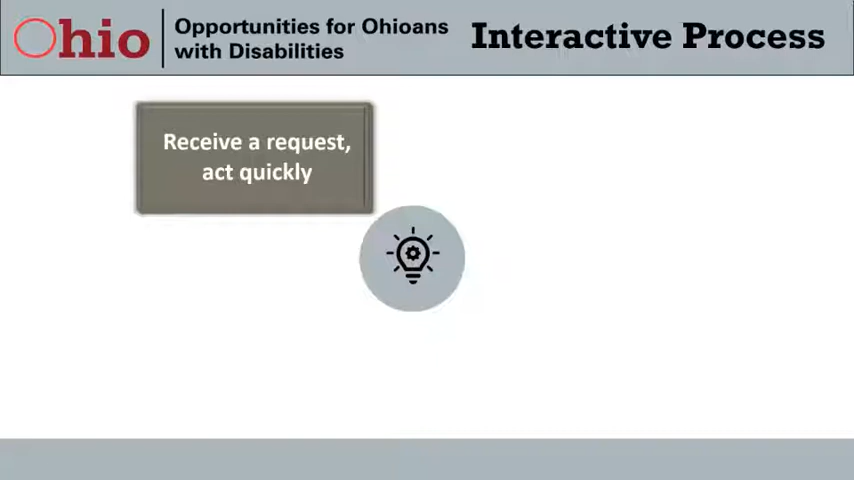 Ohio
Opportunities for Ohioans
with Disabilities
Interactive Process
Receive a request,
act quickly